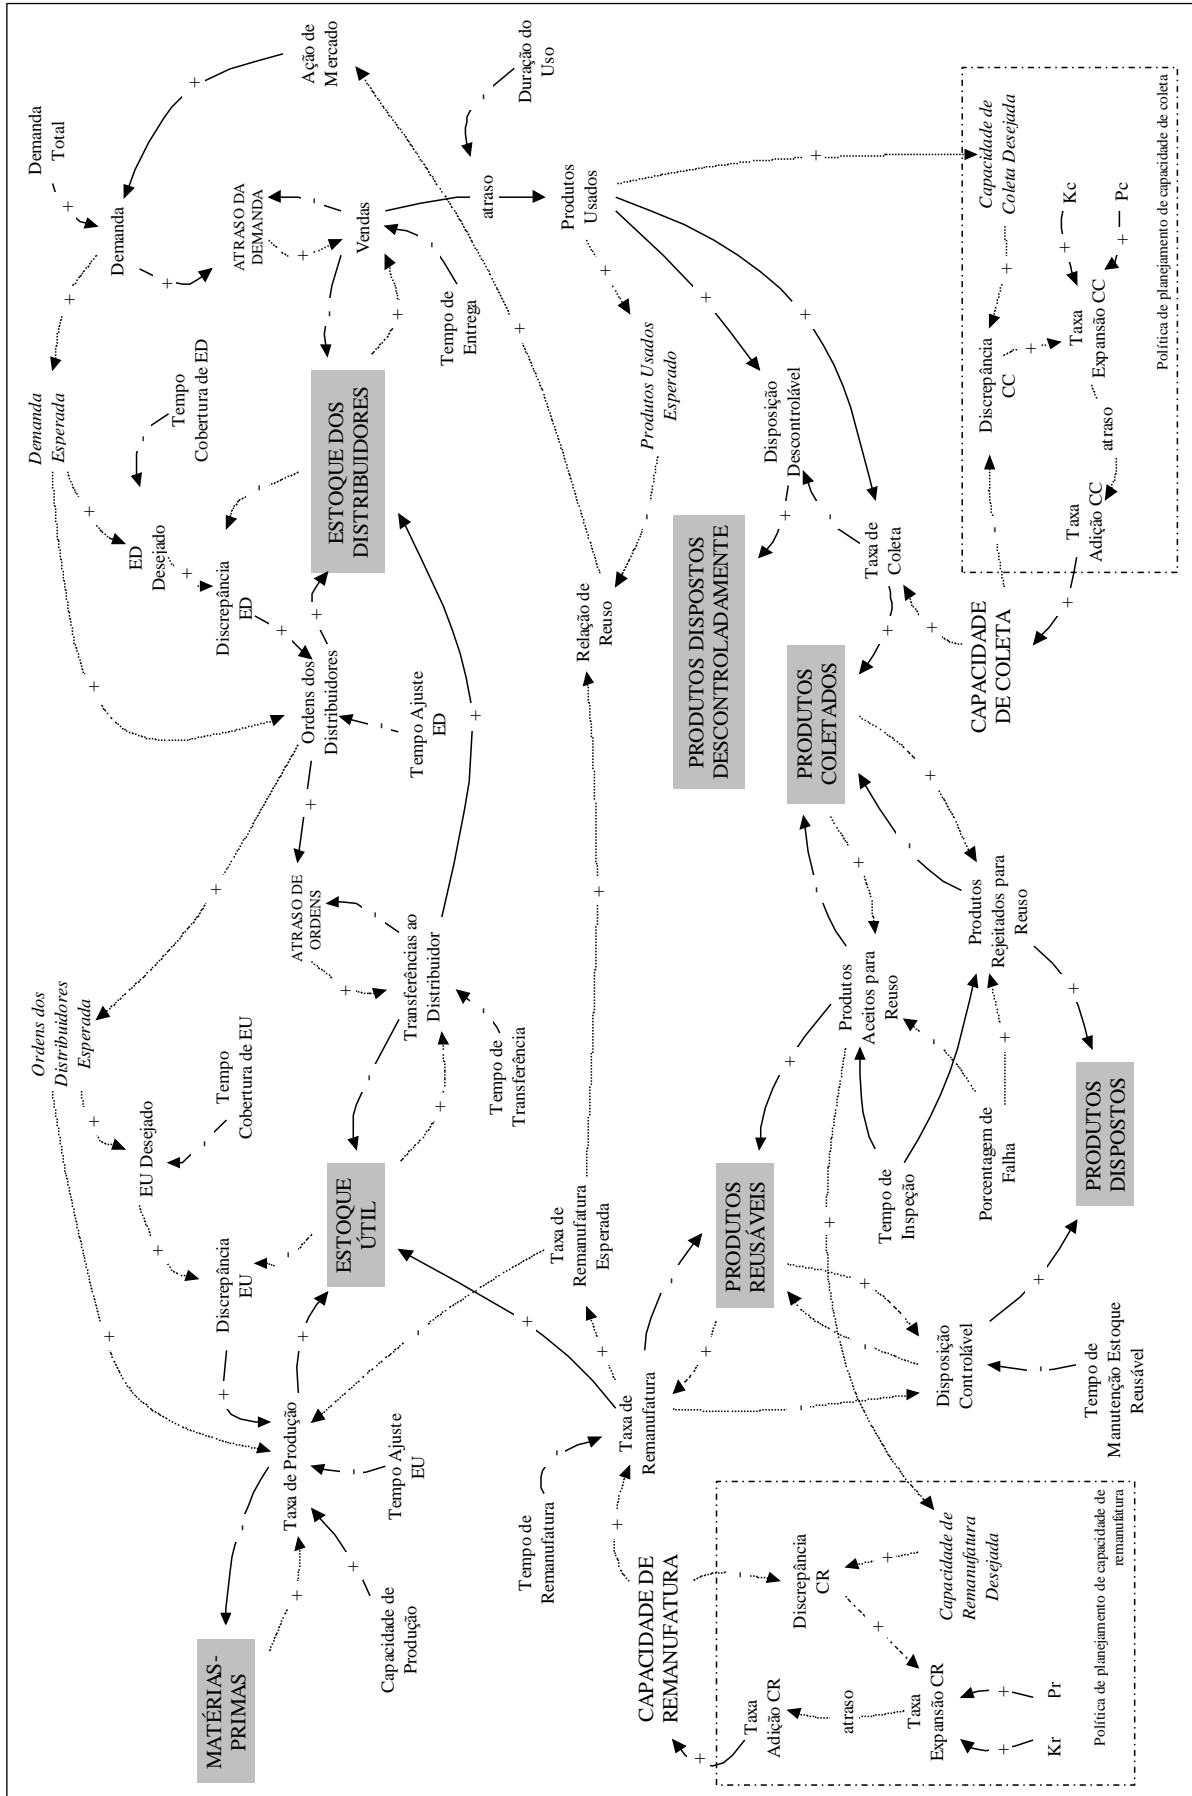 MATÉRIAS-
PRIMAS
Taxa de Produção
Capacidade de
Produção
Tempo Ajuste
EU
Discrepância
EU
EU Desejado
Tempo
Cobertura de EU
Ordens dos
Distribuidores
Esperada
ESTOQUE
ÚTIL
Transferências ao
Distribuidor
ATRASO DE
ORDENS
Tempo de
Transferência
Ordens dos
Distribuidores
Tempo Ajuste
ED
Discrepância
ED
ED
Desejado
Tempo
Cobertura de ED
Demanda
Esperada
ESTOQUE DOS
DISTRIBUIDORES
Demanda
Demanda
Total
ATRASO DA
DEMANDA
Vendas
Tempo de
Entrega
Ação de
Mercado
Duração do
Uso
atraso
Produtos
Usados
Produtos Usados
Esperado
Relação de
Reuso
Taxa de
Remanufatura
Esperada
Tempo de
Remanufatura
Taxa de
Remanufatura
CAPACIDADE DE
REMANUFATURA
PRODUTOS
REUSÁVEIS
PRODUTOS DISPOSTOS
DESCONTROLADAMENTE
Disposição
Descontrolável
PRODUTOS
COLETADOS
Taxa de
Coleta
CAPACIDADE
DE COLETA
Produtos
Aceitos para
Reuso
Produtos
Rejeitados para
Reuso
Tempo de
Inspeção
Porcentagem de
Falha
PRODUTOS
DISPOSTOS
Disposição
Controlável
Tempo de
Manutenção Estoque
Reusável
Taxa
Adição CR
atraso
Taxa
Expansão CR
Kr
Pr
Discrepância
CR
Capacidade de
Remanufatura
Desejada
Política de planejamento de capacidade de
remanufatura
Discrepância
CC
Capacidade de
Coleta Desejada
Taxa
Adição CC
atraso
Taxa
Expansão CC
Kc
Pc
Política de planejamento de capacidade de coleta